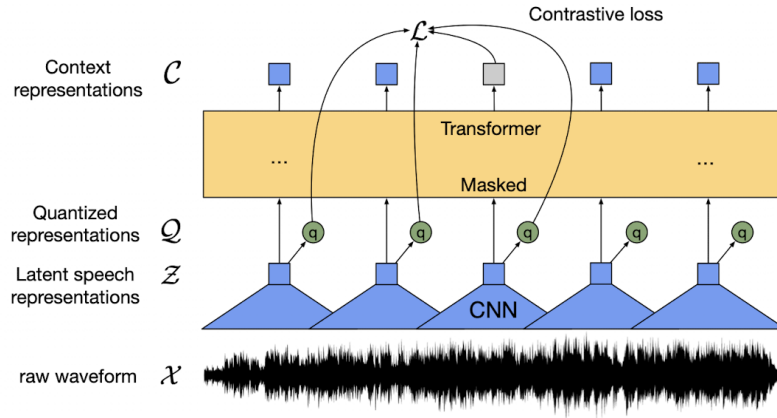 Contrastive loss
ℒ
Context
representations
𝒞
Transformer
...
...
Masked
Quantized
representations
𝒬
q
q
q
q
q
Latent speech
representations
𝒵
CNN
raw waveform
𝒳